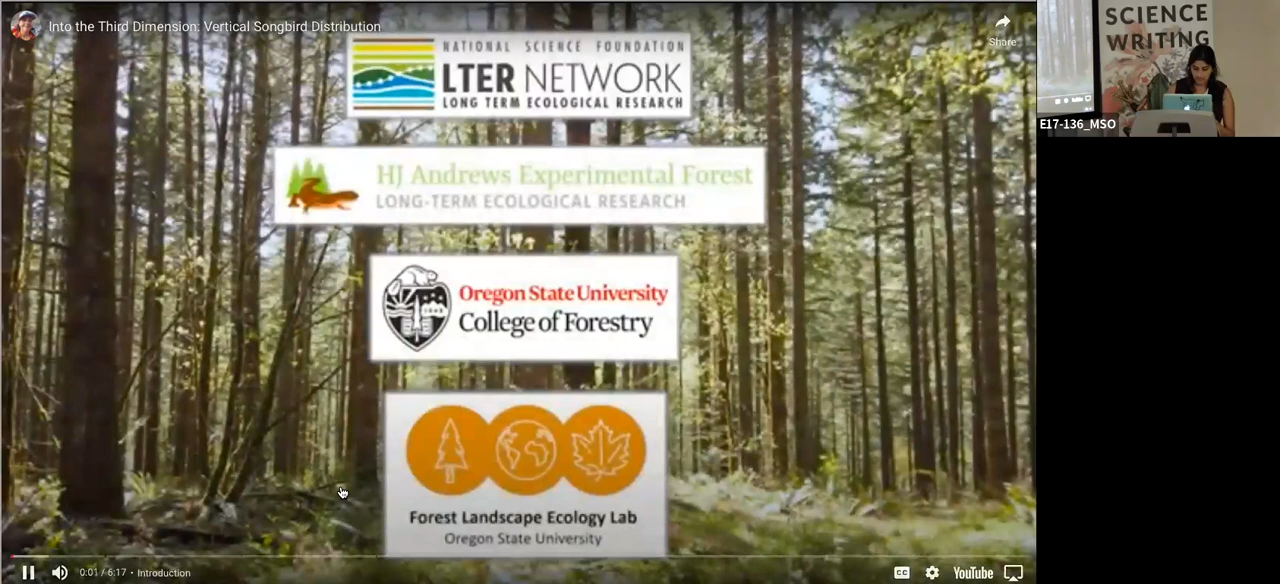 Into the Third Dimension: Vertical Songbird Distribution
Share
NATIONAL SCIENCE FOUNDATION
LTER NETWORK
LONG TERM ECOLOGICAL RESEARCH
HJ Andrews Experimental Forest
LONG-TERM ECOLOGICAL RESEARCH
Oregon State University
College of Forestry
Forest Landscape Ecology Lab
Oregon State University
0:01 / 6:17 • Introduction
CC
YouTube
SCIENCE
WRITING
E17-136_MSO